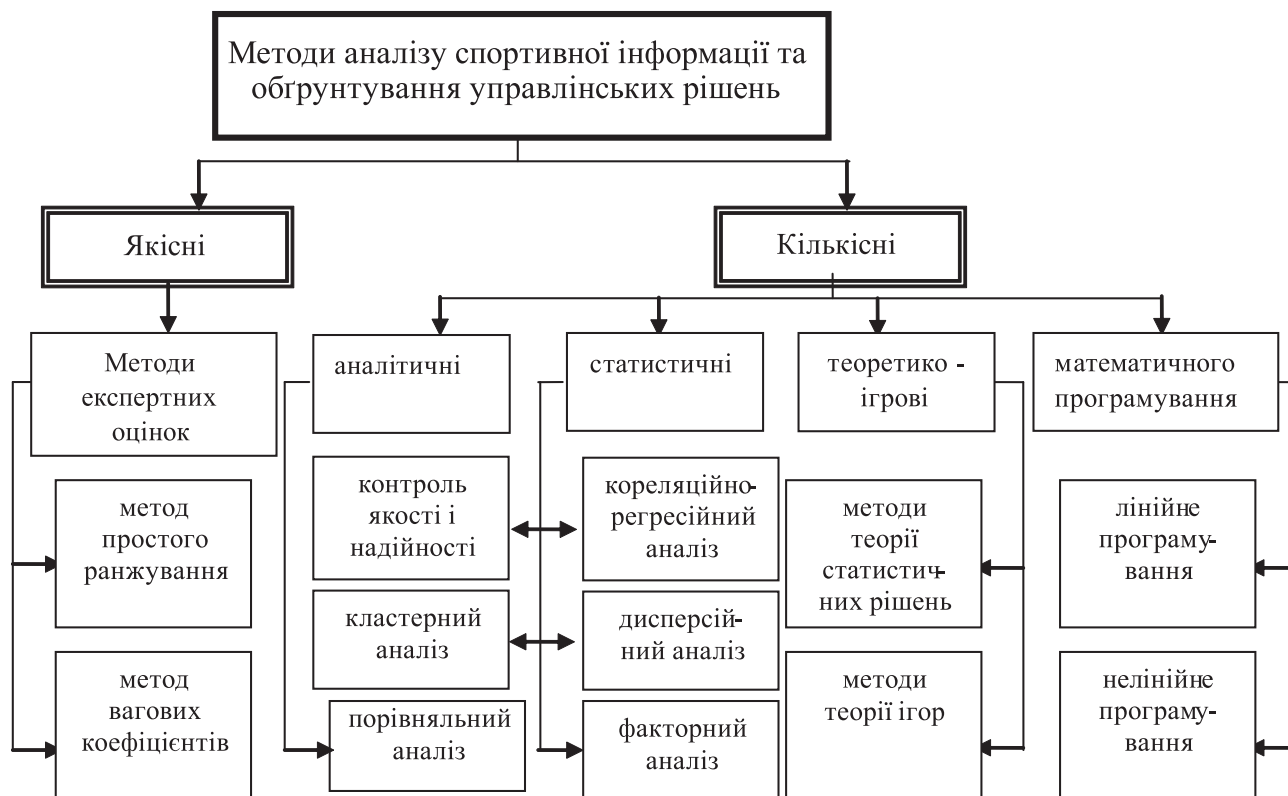 Методи аналізу спортивної інформації та
обґрунтування управлінських рішень
Якісні
Кількісні
Методи
експертних
оцінок
аналітичні
статистичні
теоретико -
ігрові
математичного
програмування
метод
простого
ранжування
контроль
якості і
надійності
кореляційно-
регресійний
аналіз
методи
теорії
статистич-
них рішень
лінійне
програму-
вання
кластерний
аналіз
дисперсій-
ний аналіз
метод
вагових
коефіцієнтів
порівняльний
аналіз
факторний
аналіз
методи
теорії ігор
нелінійне
програму-
вання